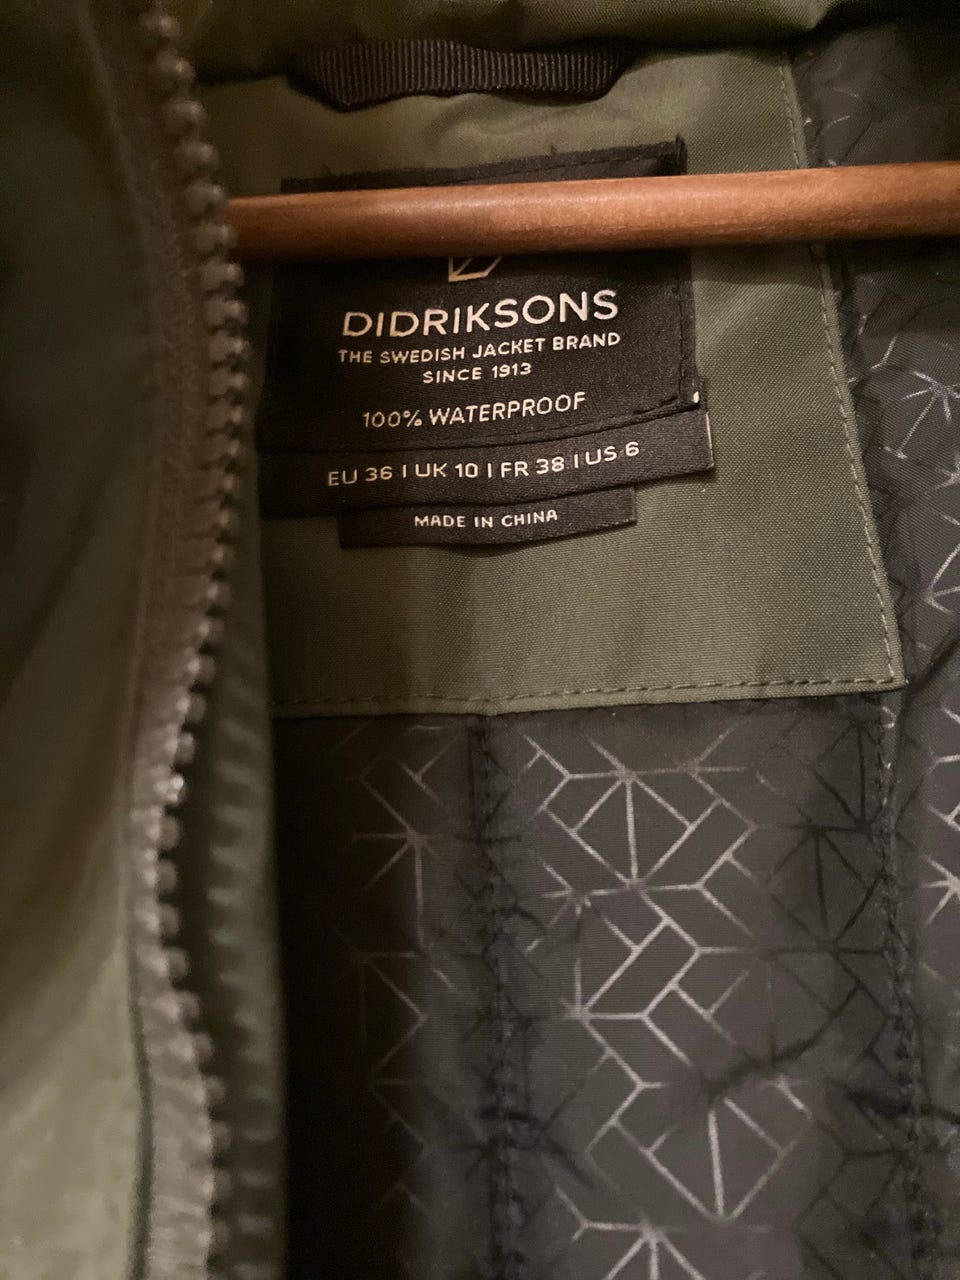 DIDRIKSONS
THE SWEDISH JACKET BRAND
SINCE 1913
100% WATERPROOF
EU 36 | UK 10 | FR 38 | US 6
MADE IN CHINA